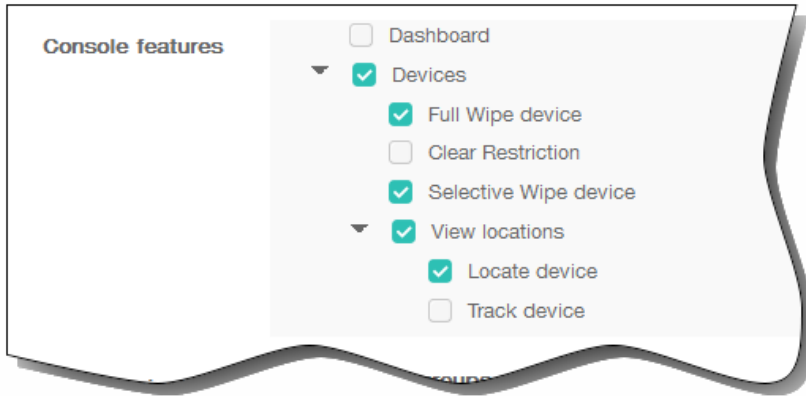 Console features
Dashboard
Devices
Full Wipe device
Clear Restriction
Selective Wipe device
View locations
Locate device
Track device